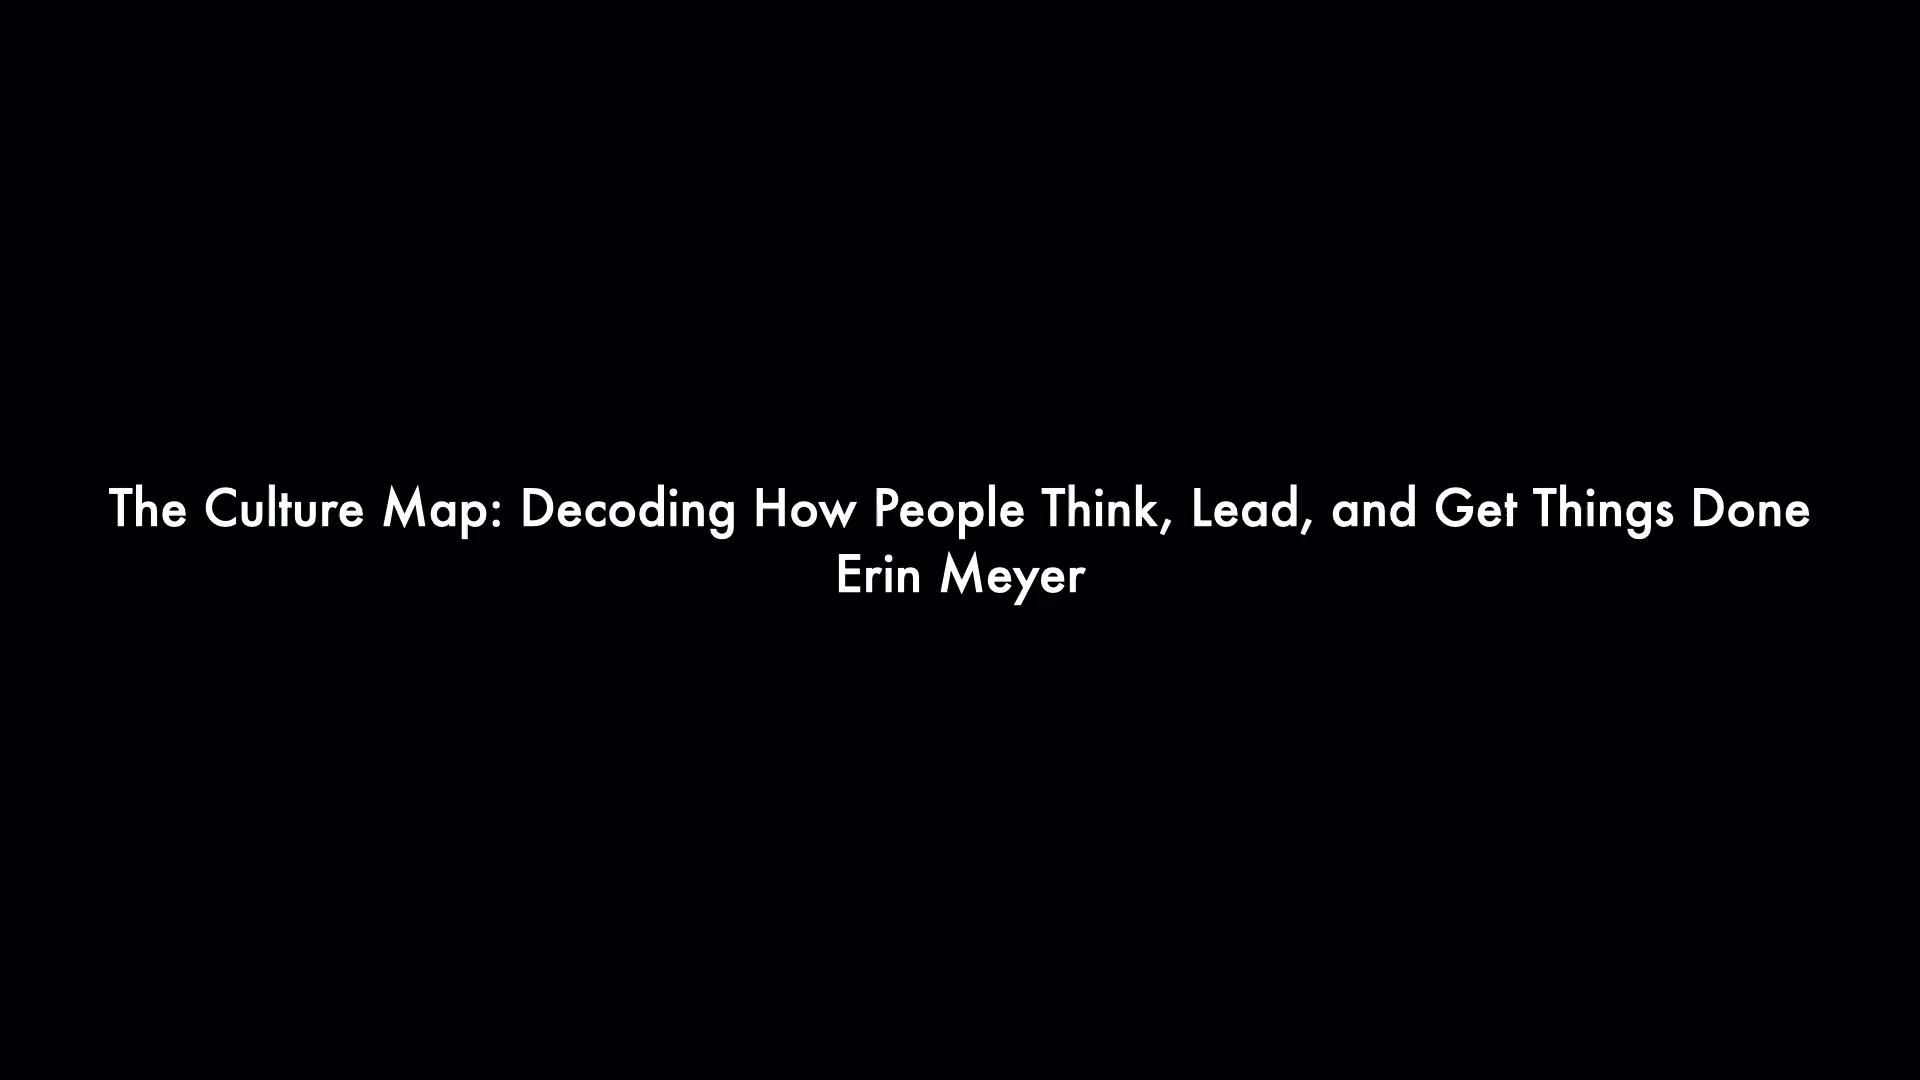 The Culture Map: Decoding How People Think, Lead, and Get Things Done
Erin Meyer